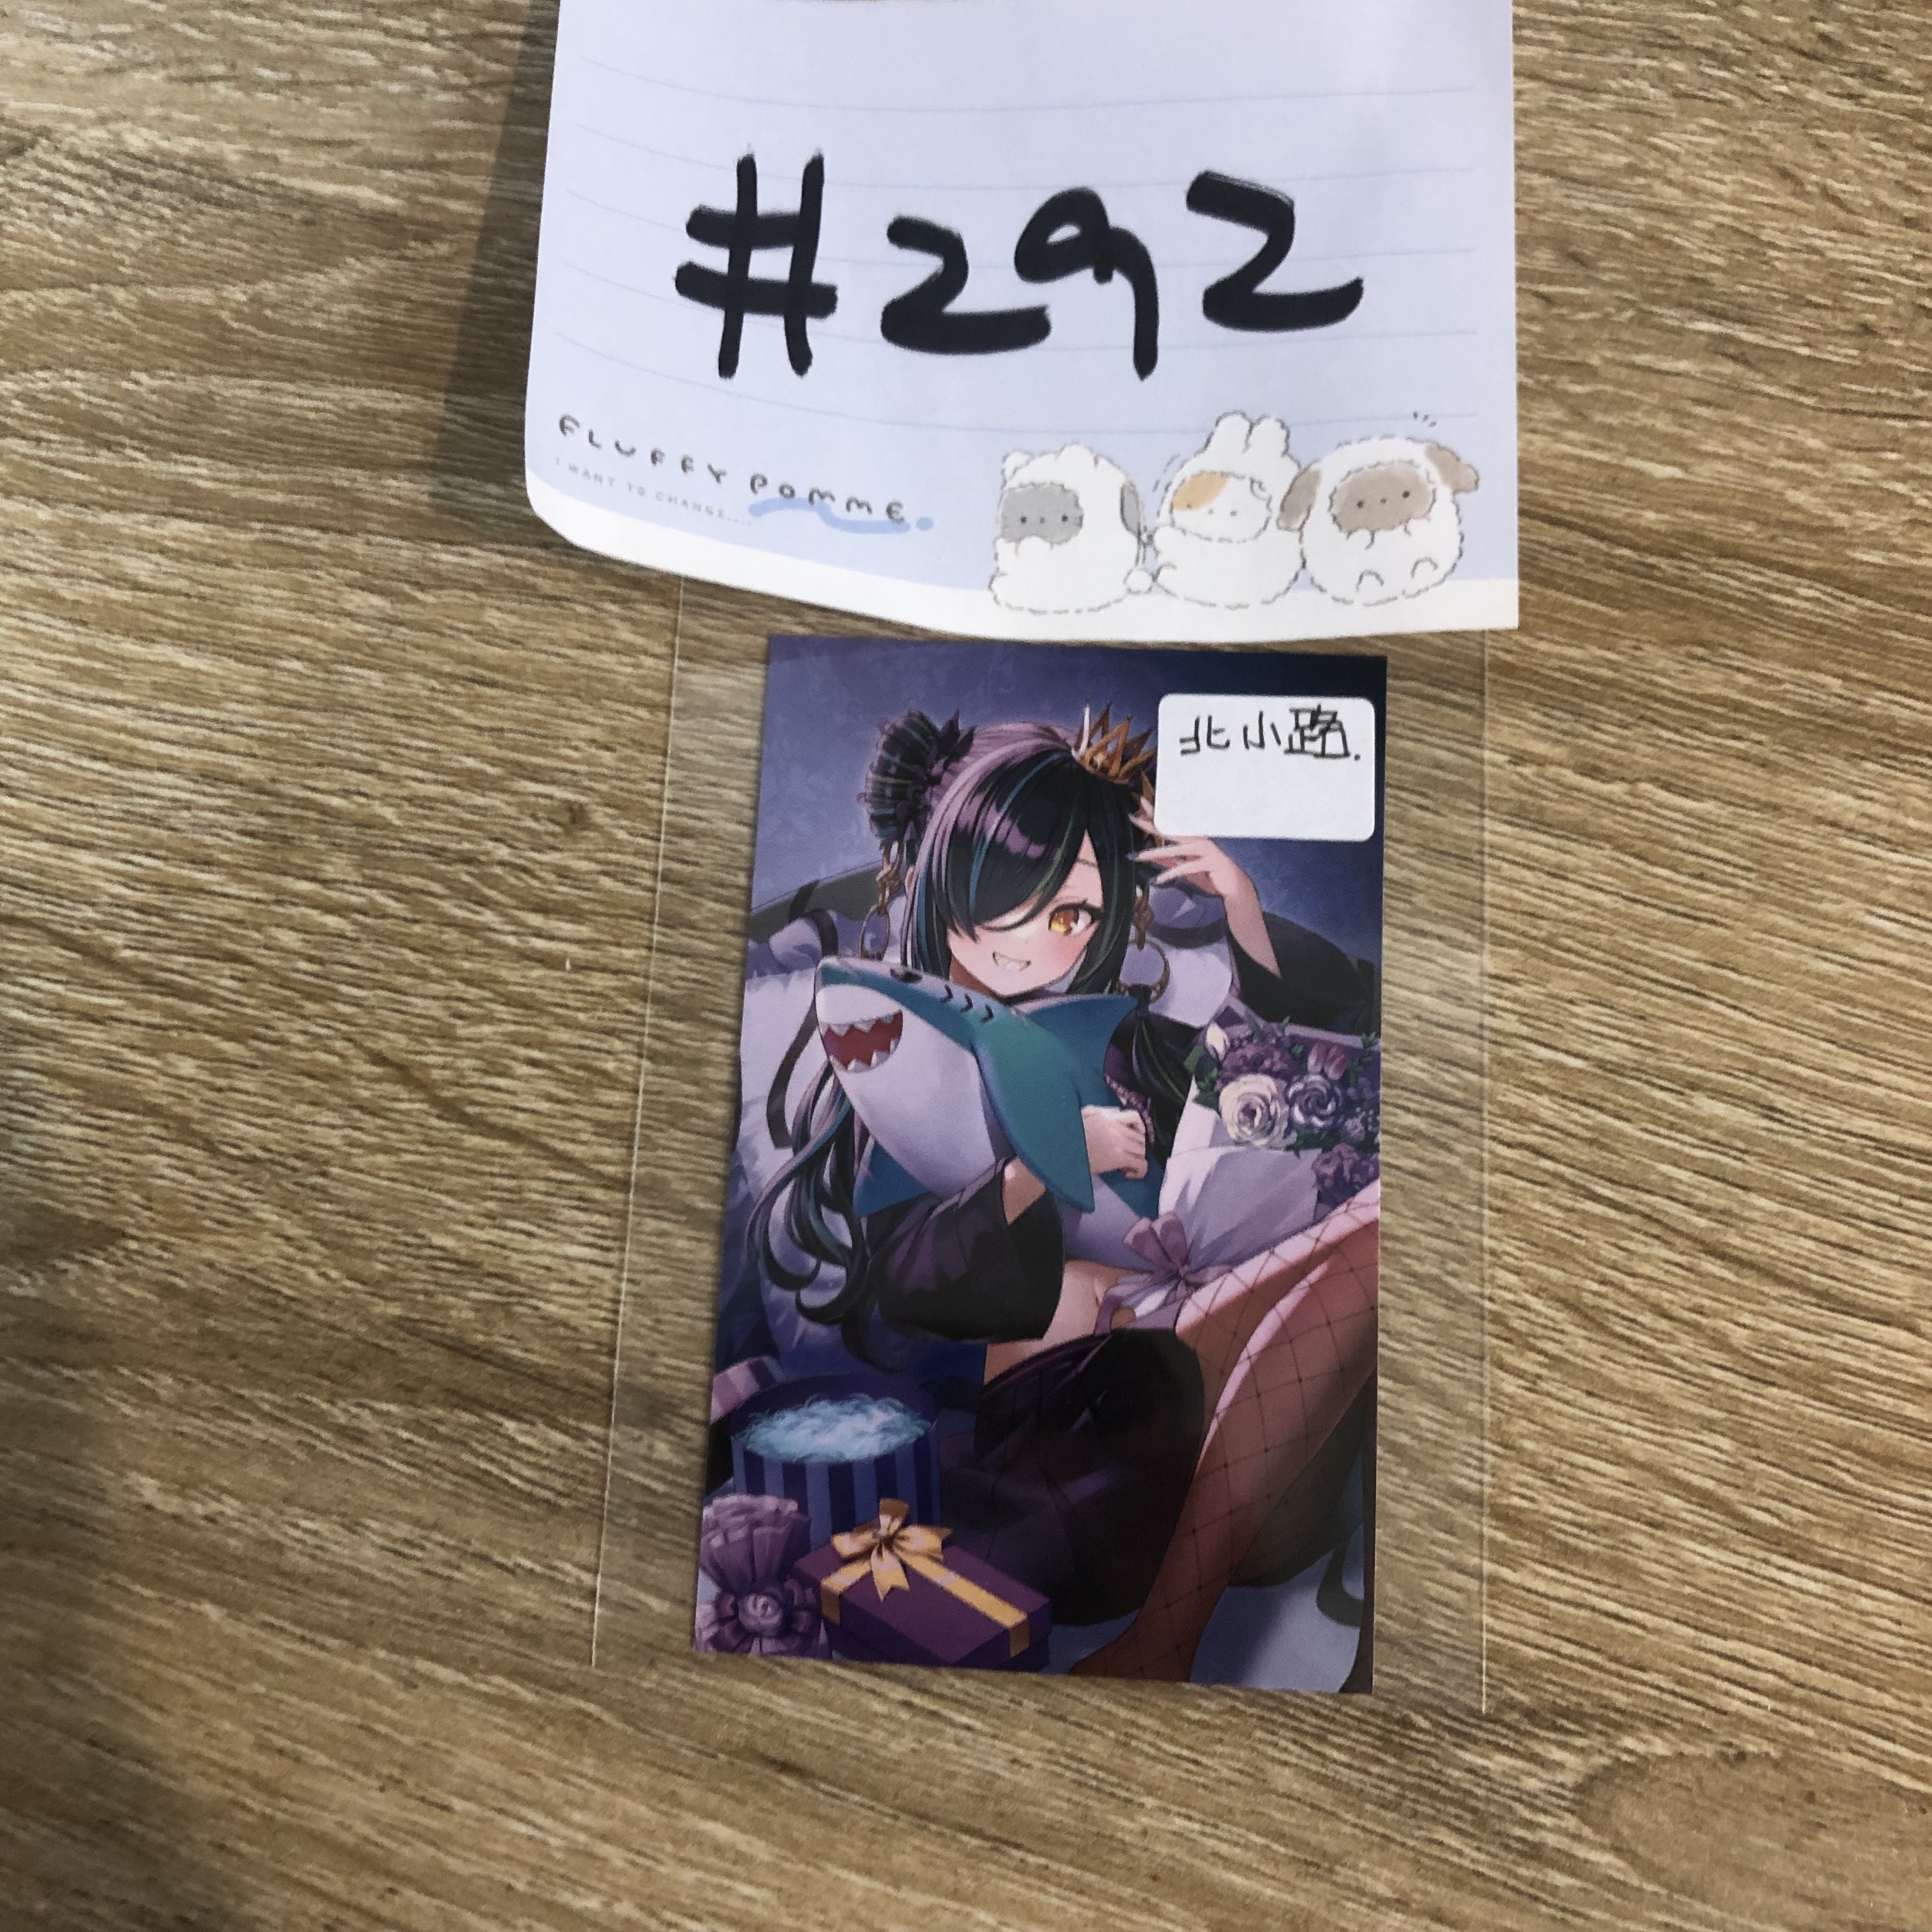 #292
FLUFFY POMME.
I WANT TO CHANGE....
北小路.